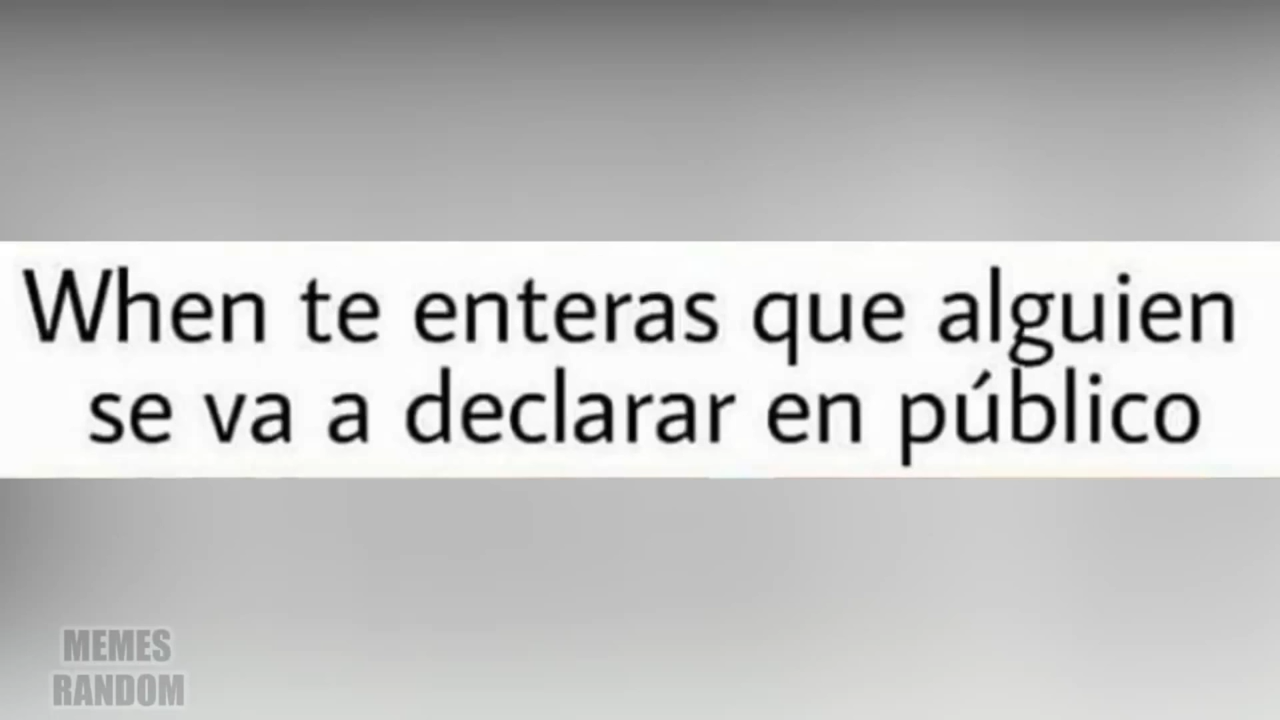 When te enteras que alguien
se va a declarar en público
MEMES
RANDOM